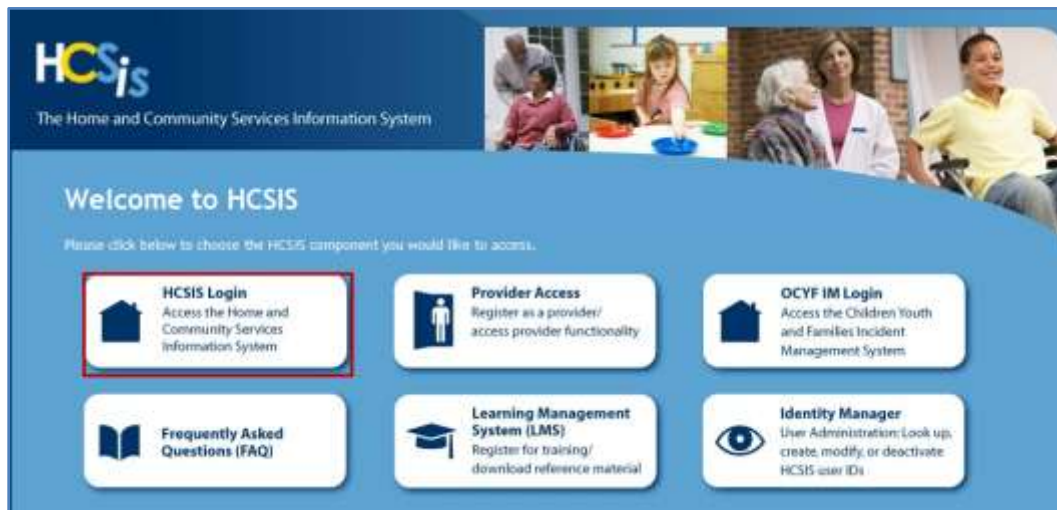 HCSiS
The Home and Community Services Information System
Welcome to HCSIS
Please click below to choose the HCSIS component you would like to access.
HCSIS Login
Access the Home and
Community Services
Information System
Provider Access
Register as a provider/
access provider functionality
OCYF IM Login
Access the Children Youth
and Families Incident
Management System
Frequently Asked
Questions (FAQ)
Learning Management
System (LMS)
Register for training/
download reference material
Identity Manager
User Administration: Look up,
create, modify, or deactivate
HCSIS user IDs